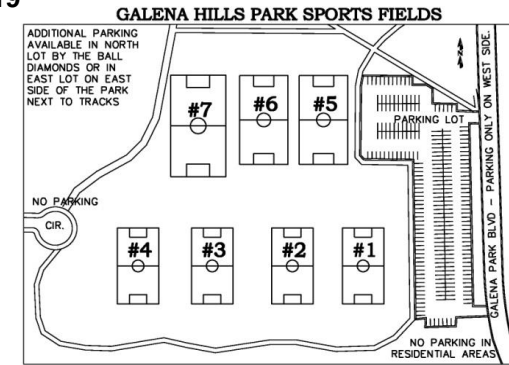 19
GALENA HILLS PARK SPORTS FIELDS
ADDITIONAL PARKING
AVAILABLE IN NORTH
LOT BY THE BALL
DIAMONDS OR IN
EAST LOT ON EAST
SIDE OF THE PARK
NEXT TO TRACKS
#7
#6
#5
PARKING LOT
GALENA PARK BLVD - PARKING ONLY ON WEST SIDE.
NO PARKING
CIR.
#4
#3
#2
#1
NO PARKING IN
RESIDENTIAL AREAS